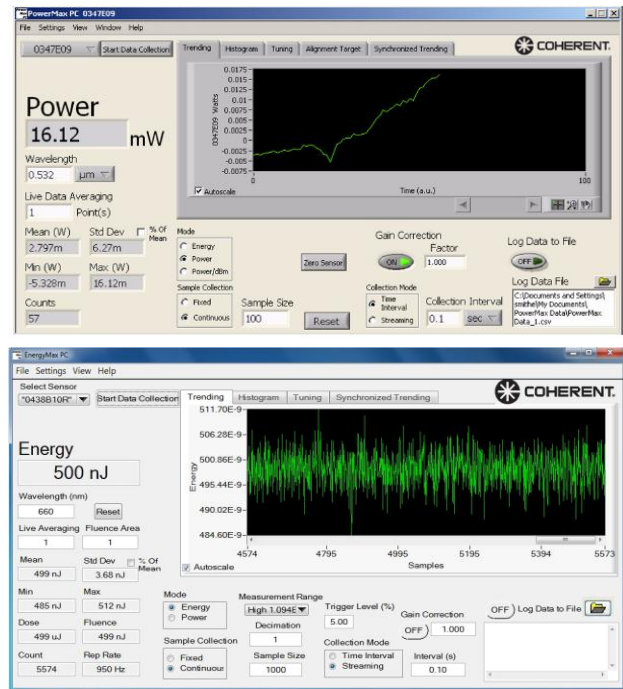 PowerMax PC 0347E09
File Settings View Window Help
0347E09 Start Data Collection
Trending Histogram Tuning Alignment Target Synchronized Trending
COHERENT.
Power
16.12 mW
Wavelength
0.532 µm
Live Data Averaging
1 Point(s)
Mean (W) Std Dev % Of Mean
2.797m 6.27m
Min (W) Max (W)
-5.328m 16.12m
Counts
57
0347E09 Watts
0.0175
0.015
0.0125
0.01
0.0075
0.005
0.0025
0
-0.0025
-0.005
-0.0075
0 100
Time (a.u.)
Autoscale
Mode
Energy
Power
Power/dBm
Sample Collection
Fixed
Continuous
Zero Sensor
Sample Size
100
Reset
Gain Correction
Factor
ON 1.000
Collection Mode
Time Interval
Streaming
Collection Interval
0.1 sec
Log Data to File
OFF
Log Data File
C:\Documents and Settings\
smithe\My Documents\
PowerMax Data\PowerMax
Data_1.csv
EnergyMax PC
File Settings View Help
Select Sensor
"0438B10R" Start Data Collection
Trending Histogram Tuning Synchronized Trending
COHERENT.
Energy
500 nJ
Wavelength (nm)
660 Reset
Live Averaging Fluence Area
1 1
Mean Std Dev % Of Mean
499 nJ 3.68 nJ
Min Max
485 nJ 512 nJ
Dose Fluence
499 uJ 499 nJ
Count Rep Rate
5574 950 Hz
Energy
511.70E-9
506.28E-9
500.86E-9
495.44E-9
490.02E-9
484.60E-9
4574 4795 4995 5195 5394 5573
Samples
Autoscale
Mode
Energy
Power
Sample Collection
Fixed
Continuous
Measurement Range
High 1.094E
Decimation
1
Sample Size
1000
Trigger Level (%)
5.00
Gain Correction
OFF 1.000
Collection Mode
Time Interval
Streaming
Interval (s)
0.10
OFF Log Data to File